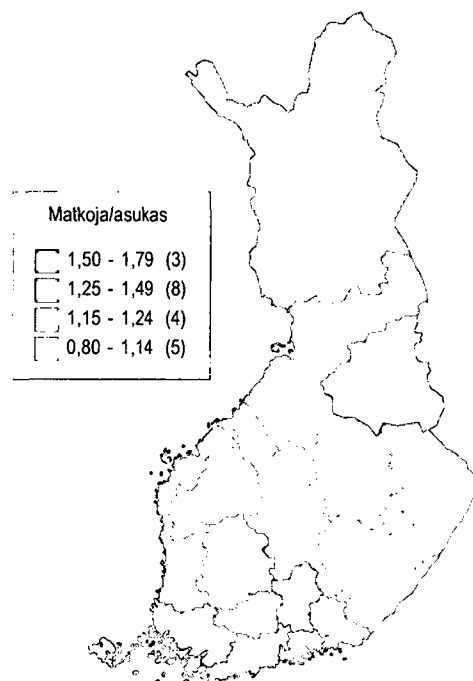 Matkoja/asukas
1,50 - 1,79 (3)
1,25 - 1,49 (8)
1,15 - 1,24 (4)
0,80 - 1,14 (5)